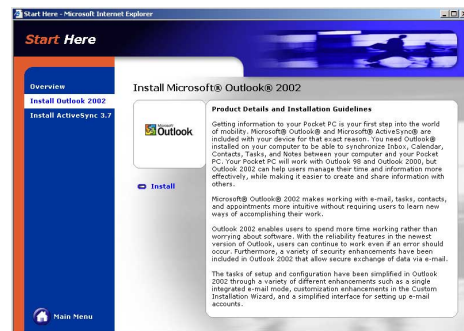 Start Here - Microsoft Internet Explorer
Start Here
Overview
Install Outlook 2002
Install ActiveSync 3.7
Install Microsoft® Outlook® 2002
Microsoft
Outlook
Install
Product Details and Installation Guidelines
Getting information to your Pocket PC is your first step into the world
of mobility. Microsoft® Outlook® and Microsoft® ActiveSync® are
included with your device for that exact reason. You need Outlook®
installed on your computer to be able to synchronize Inbox, Calendar,
Contacts, Tasks, and Notes between your computer and your Pocket
PC. Your Pocket PC will work with Outlook 98 and Outlook 2000, but
Outlook 2002 can help users manage their time and information more
effectively, while making it easier to create and share information with
others.
Microsoft® Outlook® 2002 makes working with e-mail, tasks, contacts,
and appointments more intuitive without requiring users to learn new
ways of accomplishing their work.
Outlook 2002 enables users to spend more time working rather than
worrying about software. With the reliability features in the newest
version of Outlook, users can continue to work even if an error should
occur. Furthermore, a variety of security enhancements have been
included in Outlook 2002 that allow secure exchange of data via e-mail.
The tasks of setup and configuration have been simplified in Outlook
2002 through a variety of different enhancements such as a single
integrated e-mail mode, customization enhancements in the Custom
Installation Wizard, and a simplified interface for setting up e-mail
accounts.
Main Menu